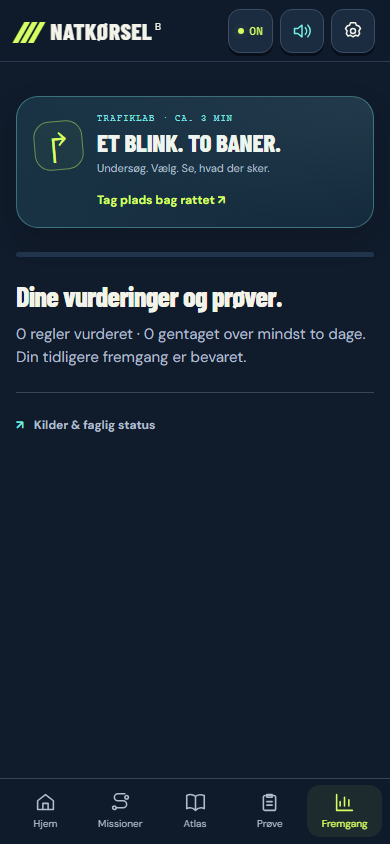 NATKØRSEL B
ON
TRAFIKLAB · CA. 3 MIN
ET BLINK. TO BANER.
Undersøg. Vælg. Se, hvad der sker.
Tag plads bag rattet
Dine vurderinger og prøver.
0 regler vurderet · 0 gentaget over mindst to dage.
Din tidligere fremgang er bevaret.
Kilder & faglig status
Hjem
Missioner
Atlas
Prøve
Fremgang